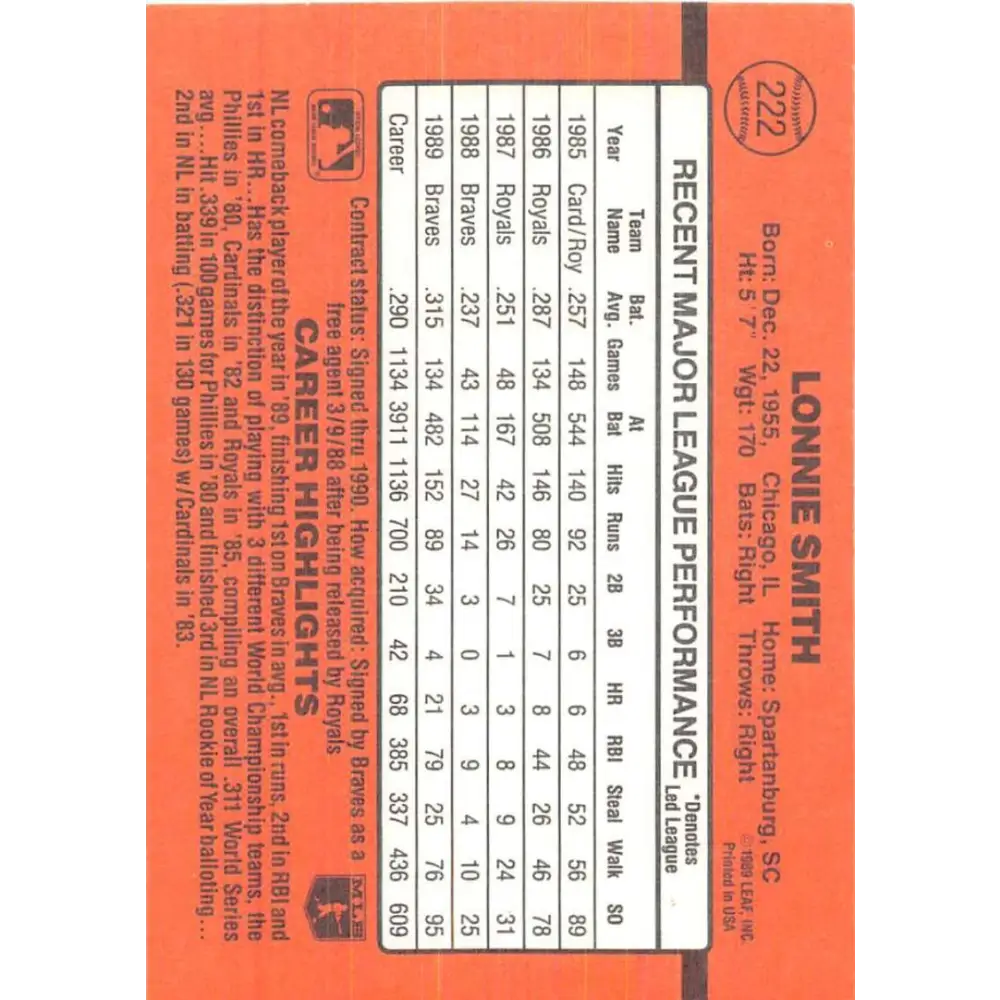 222
LONNIE SMITH
Born: Dec. 22, 1955, Chicago, IL Home: Spartanburg, SC
Ht: 5' 7" Wgt: 170 Bats: Right Throws: Right
© 1989 LEAF, INC.
Printed in USA
RECENT MAJOR LEAGUE PERFORMANCE *Denotes Led League
Year Team Name Bat. Avg. Games At Bat Hits Runs 2B 3B HR RBI Steal Walk SO
1985 Card/Roy .257 148 544 140 92 25 6 6 48 52 56 89
1986 Royals .287 134 508 146 80 25 7 8 44 26 46 78
1987 Royals .251 48 167 42 26 7 1 3 8 9 24 31
1988 Braves .237 43 114 27 14 3 0 3 9 4 10 25
1989 Braves .315 134 482 152 89 34 4 21 79 25 76 95
Career .290 1134 3911 1136 700 210 42 68 385 337 436 609
Contract status: Signed thru 1990. How acquired: Signed by Braves as a
free agent 3/9/88 after being released by Royals
MLB
CAREER HIGHLIGHTS
NL comeback player of the year in '89, finishing 1st on Braves in avg., 1st in runs, 2nd in RBI and
1st in HR...Has the distinction of playing with 3 different World Championship teams, the
Phillies in '80, Cardinals in '82 and Royals in '85, compiling an overall .311 World Series
avg....Hit .339 in 100 games for Phillies in '80 and finished 3rd in NL Rookie of Year balloting...
2nd in NL in batting (.321 in 130 games) w/Cardinals in '83.